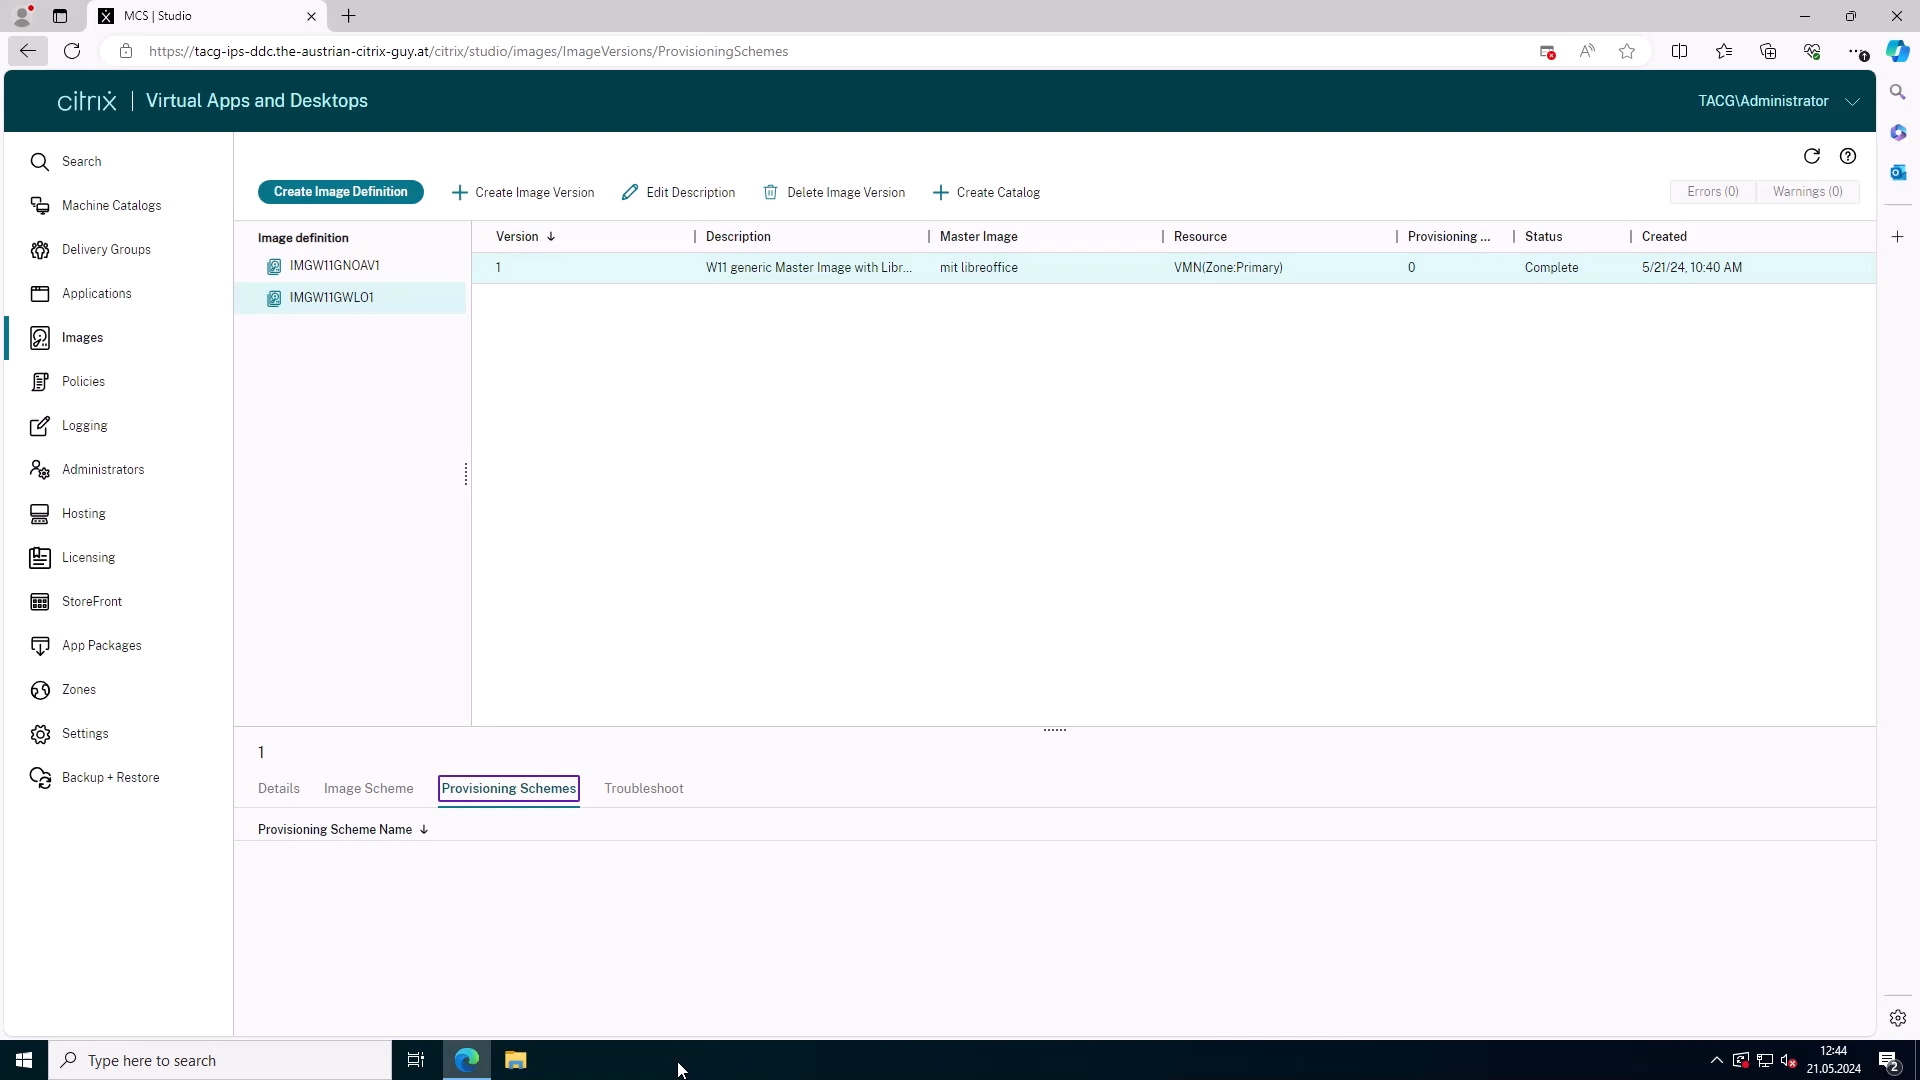 MCS | Studio
https://tacg-ips-ddc.the-austrian-citrix-guy.at/citrix/studio/images/ImageVersions/ProvisioningSchemes
citrix | Virtual Apps and Desktops
TACG\Administrator
Search
Machine Catalogs
Delivery Groups
Applications
Images
Policies
Logging
Administrators
Hosting
Licensing
StoreFront
App Packages
Zones
Settings
Backup + Restore
Create Image Definition
Create Image Version
Edit Description
Delete Image Version
Create Catalog
Errors (0)
Warnings (0)
Image definition
IMGW11GNOAV1
IMGW11GWLO1
Version
Description
Master Image
Resource
Provisioning ...
Status
Created
1
W11 generic Master Image with Libr...
mit libreoffice
VMN(Zone:Primary)
0
Complete
5/21/24, 10:40 AM
1
Details
Image Scheme
Provisioning Schemes
Troubleshoot
Provisioning Scheme Name
Type here to search
12:44
21.05.2024
2